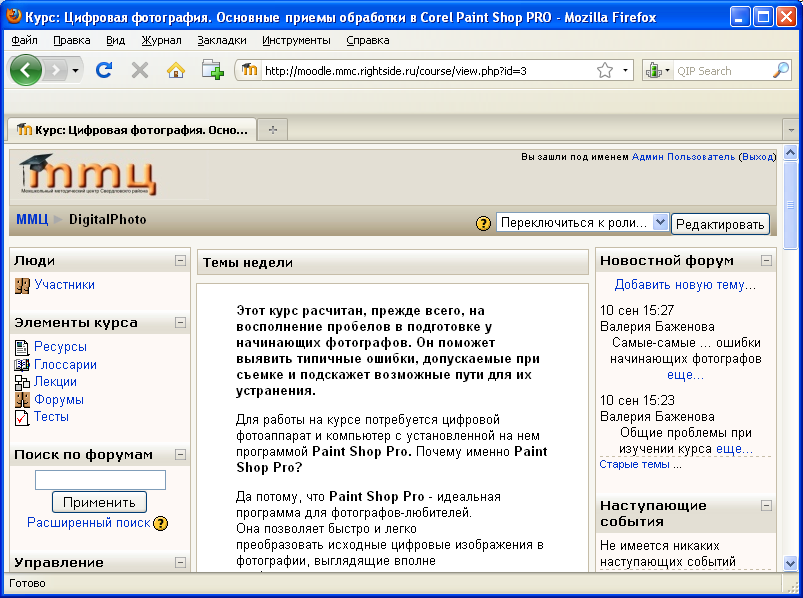 Курс: Цифровая фотография. Основные приемы обработки в Corel Paint Shop PRO - Mozilla Firefox
Файл Правка Вид Журнал Закладки Инструменты Справка
http://moodle.mmc.rightside.ru/course/view.php?id=3
QIP Search
Курс: Цифровая фотография. Осно...
ммц
Межшкольный методический центр Свердловского района
Вы зашли под именем Админ Пользователь (Выход)
ММЦ ► DigitalPhoto
Переключиться к роли...
Редактировать
Люди
Участники
Элементы курса
Ресурсы
Глоссарии
Лекции
Форумы
Тесты
Поиск по форумам
Применить
Расширенный поиск
Управление
Темы недели
Этот курс расчитан, прежде всего, на
восполнение пробелов в подготовке у
начинающих фотографов. Он поможет
выявить типичные ошибки, допускаемые при
съемке и подскажет возможные пути для их
устранения.
Для работы на курсе потребуется цифровой
фотоаппарат и компьютер с установленной на нем
программой Paint Shop Pro. Почему именно Paint
Shop Pro?
Да потому, что Paint Shop Pro - идеальная
программа для фотографов-любителей.
Она позволяет быстро и легко
преобразовать исходные цифровые изображения в
фотографии, выглядящие вполне
Новостной форум
Добавить новую тему...
10 сен 15:27
Валерия Баженова
Самые-самые ... ошибки
начинающих фотографов
еще...
10 сен 15:23
Валерия Баженова
Общие проблемы при
изучении курса еще...
Старые темы ...
Наступающие
события
Не имеется никаких
наступающих событий
Готово